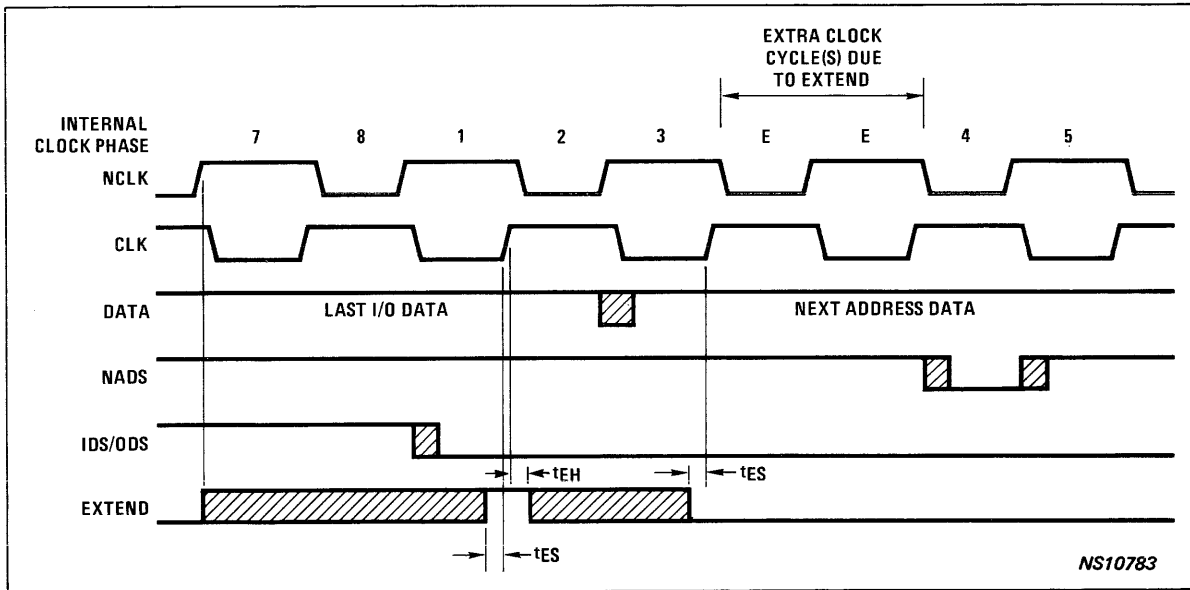 EXTRA CLOCK
CYCLE(S) DUE
TO EXTEND
INTERNAL
CLOCK PHASE
7 8 1 2 3 E E 4 5
NCLK
CLK
DATA
LAST I/O DATA
NEXT ADDRESS DATA
NADS
IDS/ODS
tEH
tES
EXTEND
tES
NS10783